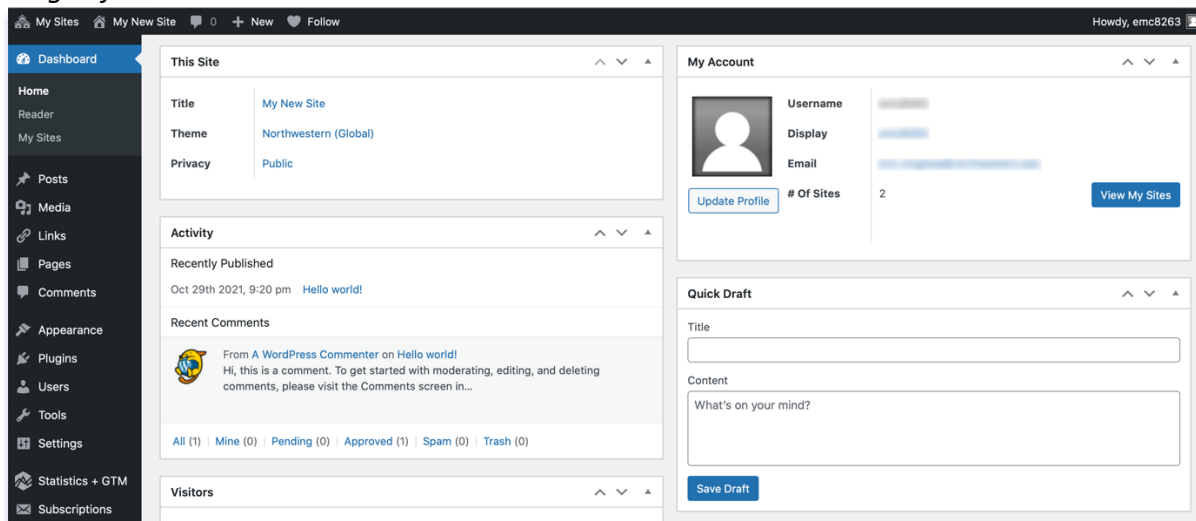 My Sites My New Site 0 + New Follow Howdy, emc8263
Dashboard
Home
Reader
My Sites
Posts
Media
Links
Pages
Comments
Appearance
Plugins
Users
Tools
Settings
Statistics + GTM
Subscriptions
This Site
Title My New Site
Theme Northwestern (Global)
Privacy Public
Activity
Recently Published
Oct 29th 2021, 9:20 pm Hello world!
Recent Comments
From A WordPress Commenter on Hello world!
Hi, this is a comment. To get started with moderating, editing, and deleting
comments, please visit the Comments screen in...
All (1) | Mine (0) | Pending (0) | Approved (1) | Spam (0) | Trash (0)
Visitors
My Account
Username
Display
Email
# Of Sites 2
Update Profile
View My Sites
Quick Draft
Title
Content
What's on your mind?
Save Draft